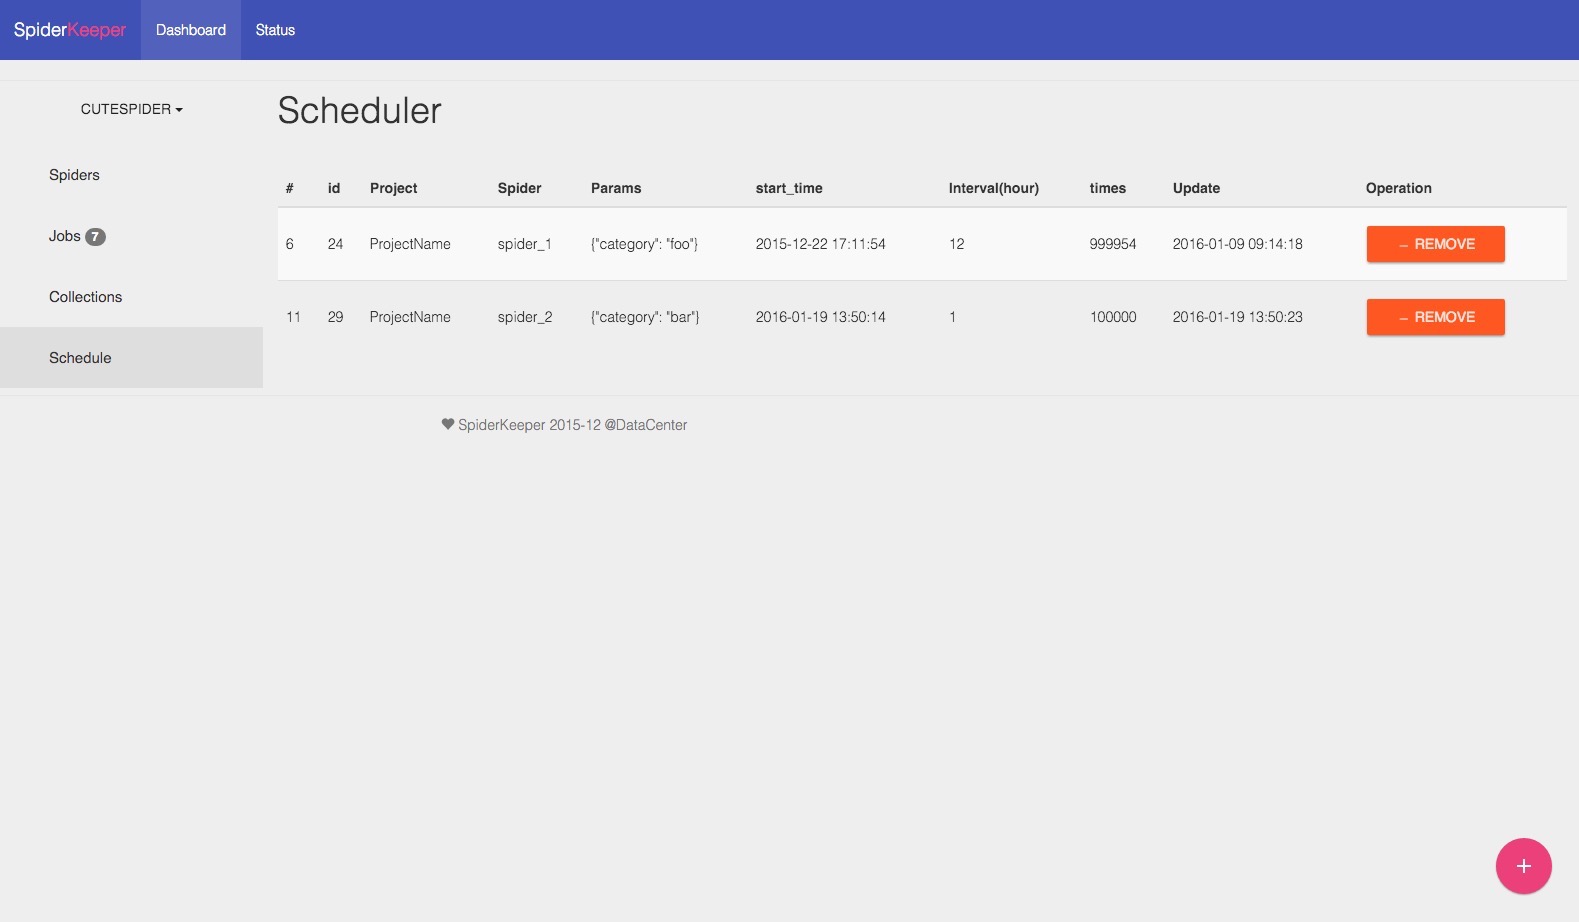 SpiderKeeper Dashboard Status
CUTESPIDER
Scheduler
Spiders
Jobs 7
Collections
Schedule
# id Project Spider Params start_time Interval(hour) times Update Operation
6 24 ProjectName spider_1 {"category": "foo"} 2015-12-22 17:11:54 12 999954 2016-01-09 09:14:18 – REMOVE
11 29 ProjectName spider_2 {"category": "bar"} 2016-01-19 13:50:14 1 100000 2016-01-19 13:50:23 – REMOVE
SpiderKeeper 2015-12 @DataCenter
+